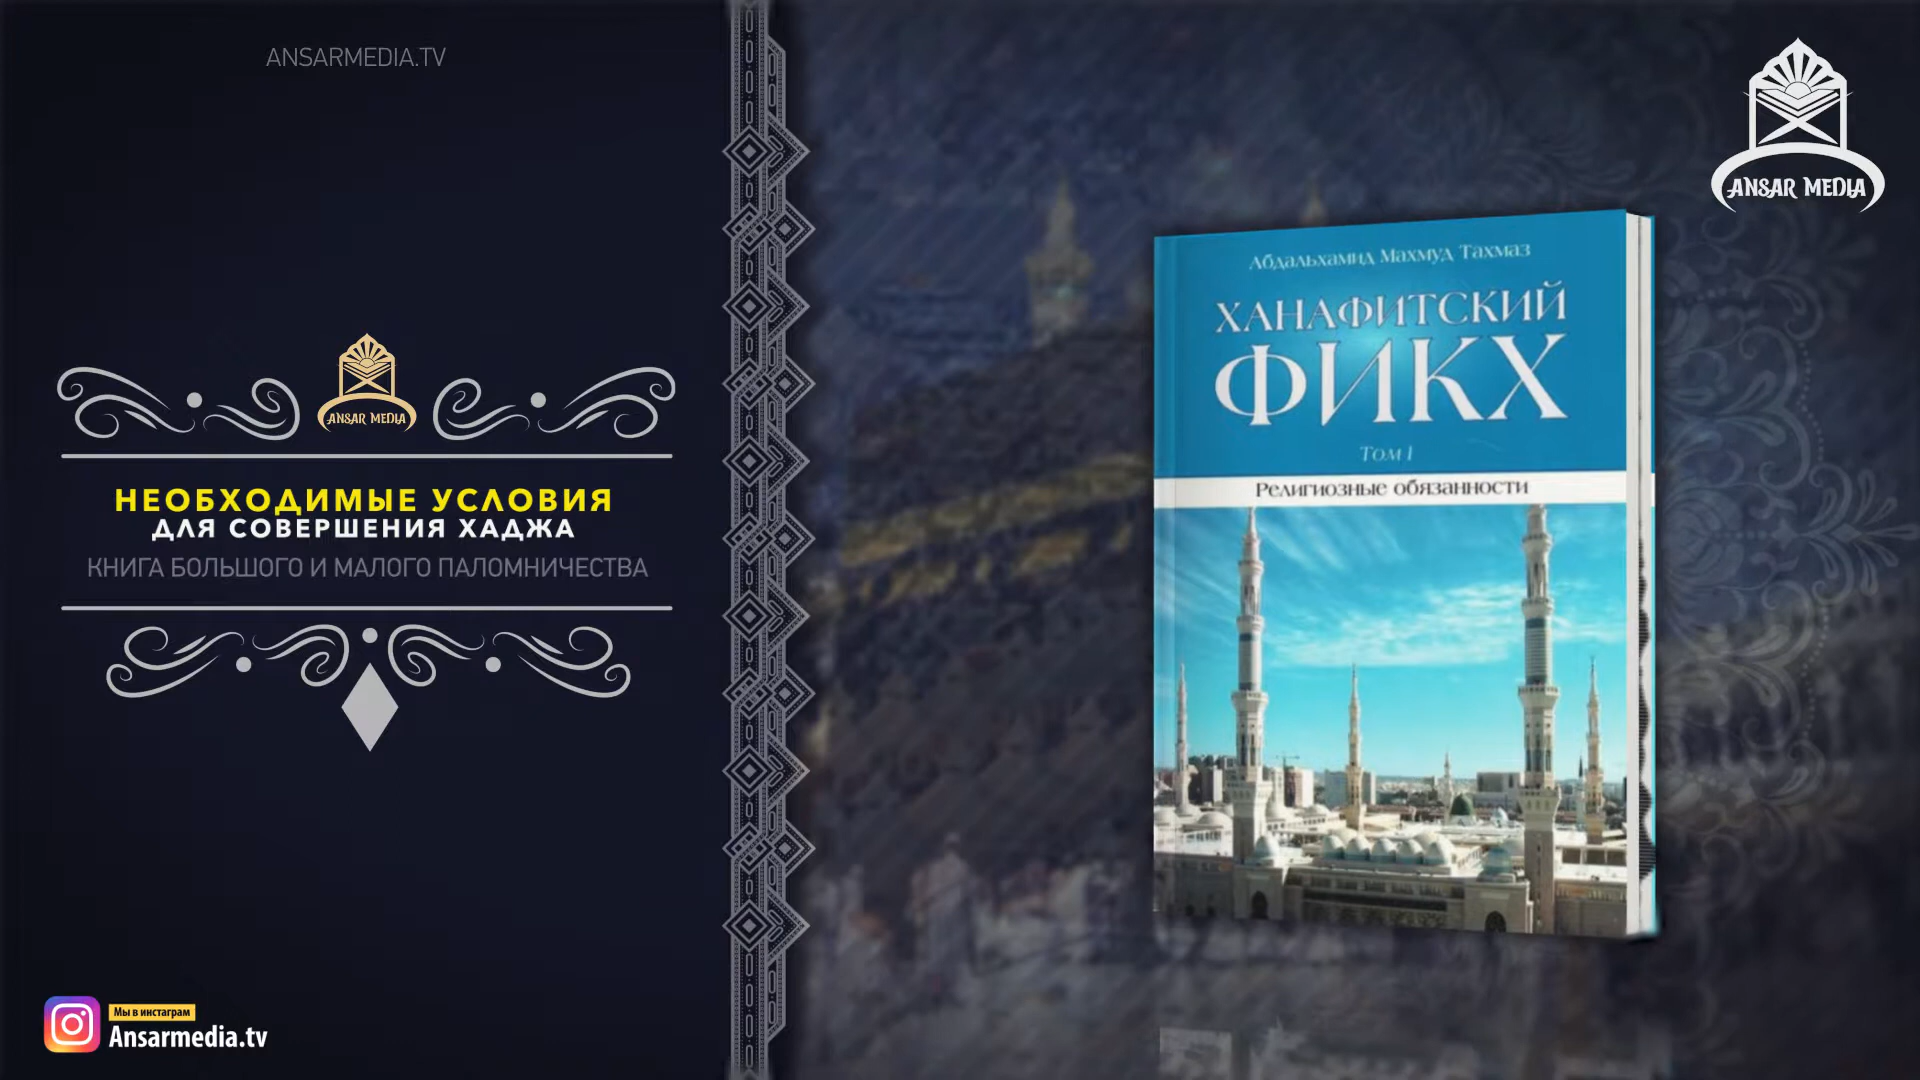 ANSARMEDIA.TV
ANSAR MEDIA
НЕОБХОДИМЫЕ УСЛОВИЯ
ДЛЯ СОВЕРШЕНИЯ ХАДЖА
КНИГА БОЛЬШОГО И МАЛОГО ПАЛОМНИЧЕСТВА
Мы в инстаграм
Ansarmedia.tv
ANSAR MEDIA
Абдальхамид Махмуд Тахмаз
ХАНАФИТСКИЙ
ФИКХ
Том I
Религиозные обязанности